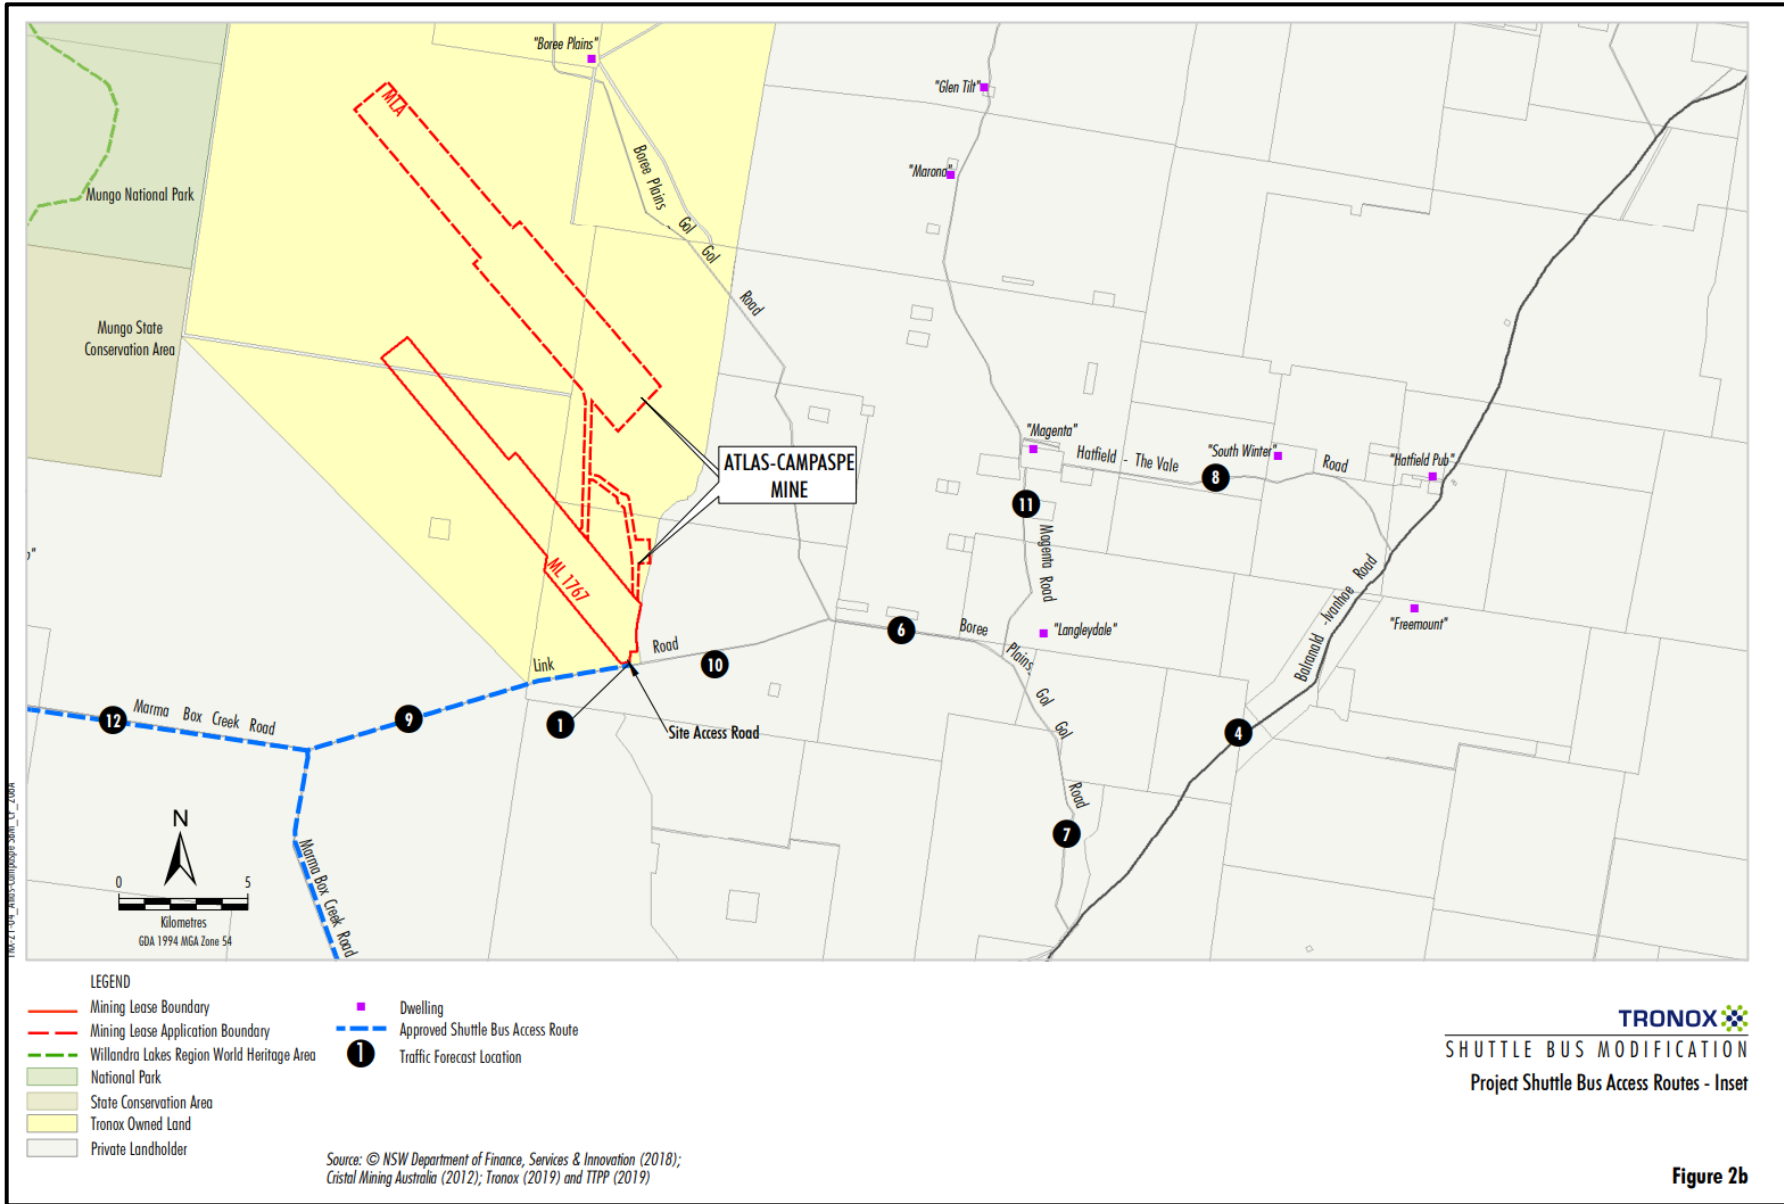 "Boree Plains"
"Glen Tilt"
MLA
Boree Plains Gol Gol Road
"Marona"
Mungo National Park
Mungo State
Conservation Area
"Magenta"
Hatfield - The Vale Road
"South Winter"
"Hatfield Pub"
8
ATLAS-CAMPASPE
MINE
11
Magenta Road
ML 1767
Balranald -Ivanhoe Road
"Freemount"
"Langleydale"
6
Boree Plains Gol Gol Road
Link Road
10
12
Marma Box Creek Road
9
1
Site Access Road
4
7
N
Marma Box Creek Road
0 5
Kilometres
GDA 1994 MGA Zone 54
LEGEND
Mining Lease Boundary
Mining Lease Application Boundary
Willandra Lakes Region World Heritage Area
National Park
State Conservation Area
Tronox Owned Land
Private Landholder
Dwelling
Approved Shuttle Bus Access Route
1 Traffic Forecast Location
Source: © NSW Department of Finance, Services & Innovation (2018);
Cristal Mining Australia (2012); Tronox (2019) and TTPP (2019)
TRONOX
SHUTTLE BUS MODIFICATION
Project Shuttle Bus Access Routes - Inset
Figure 2b